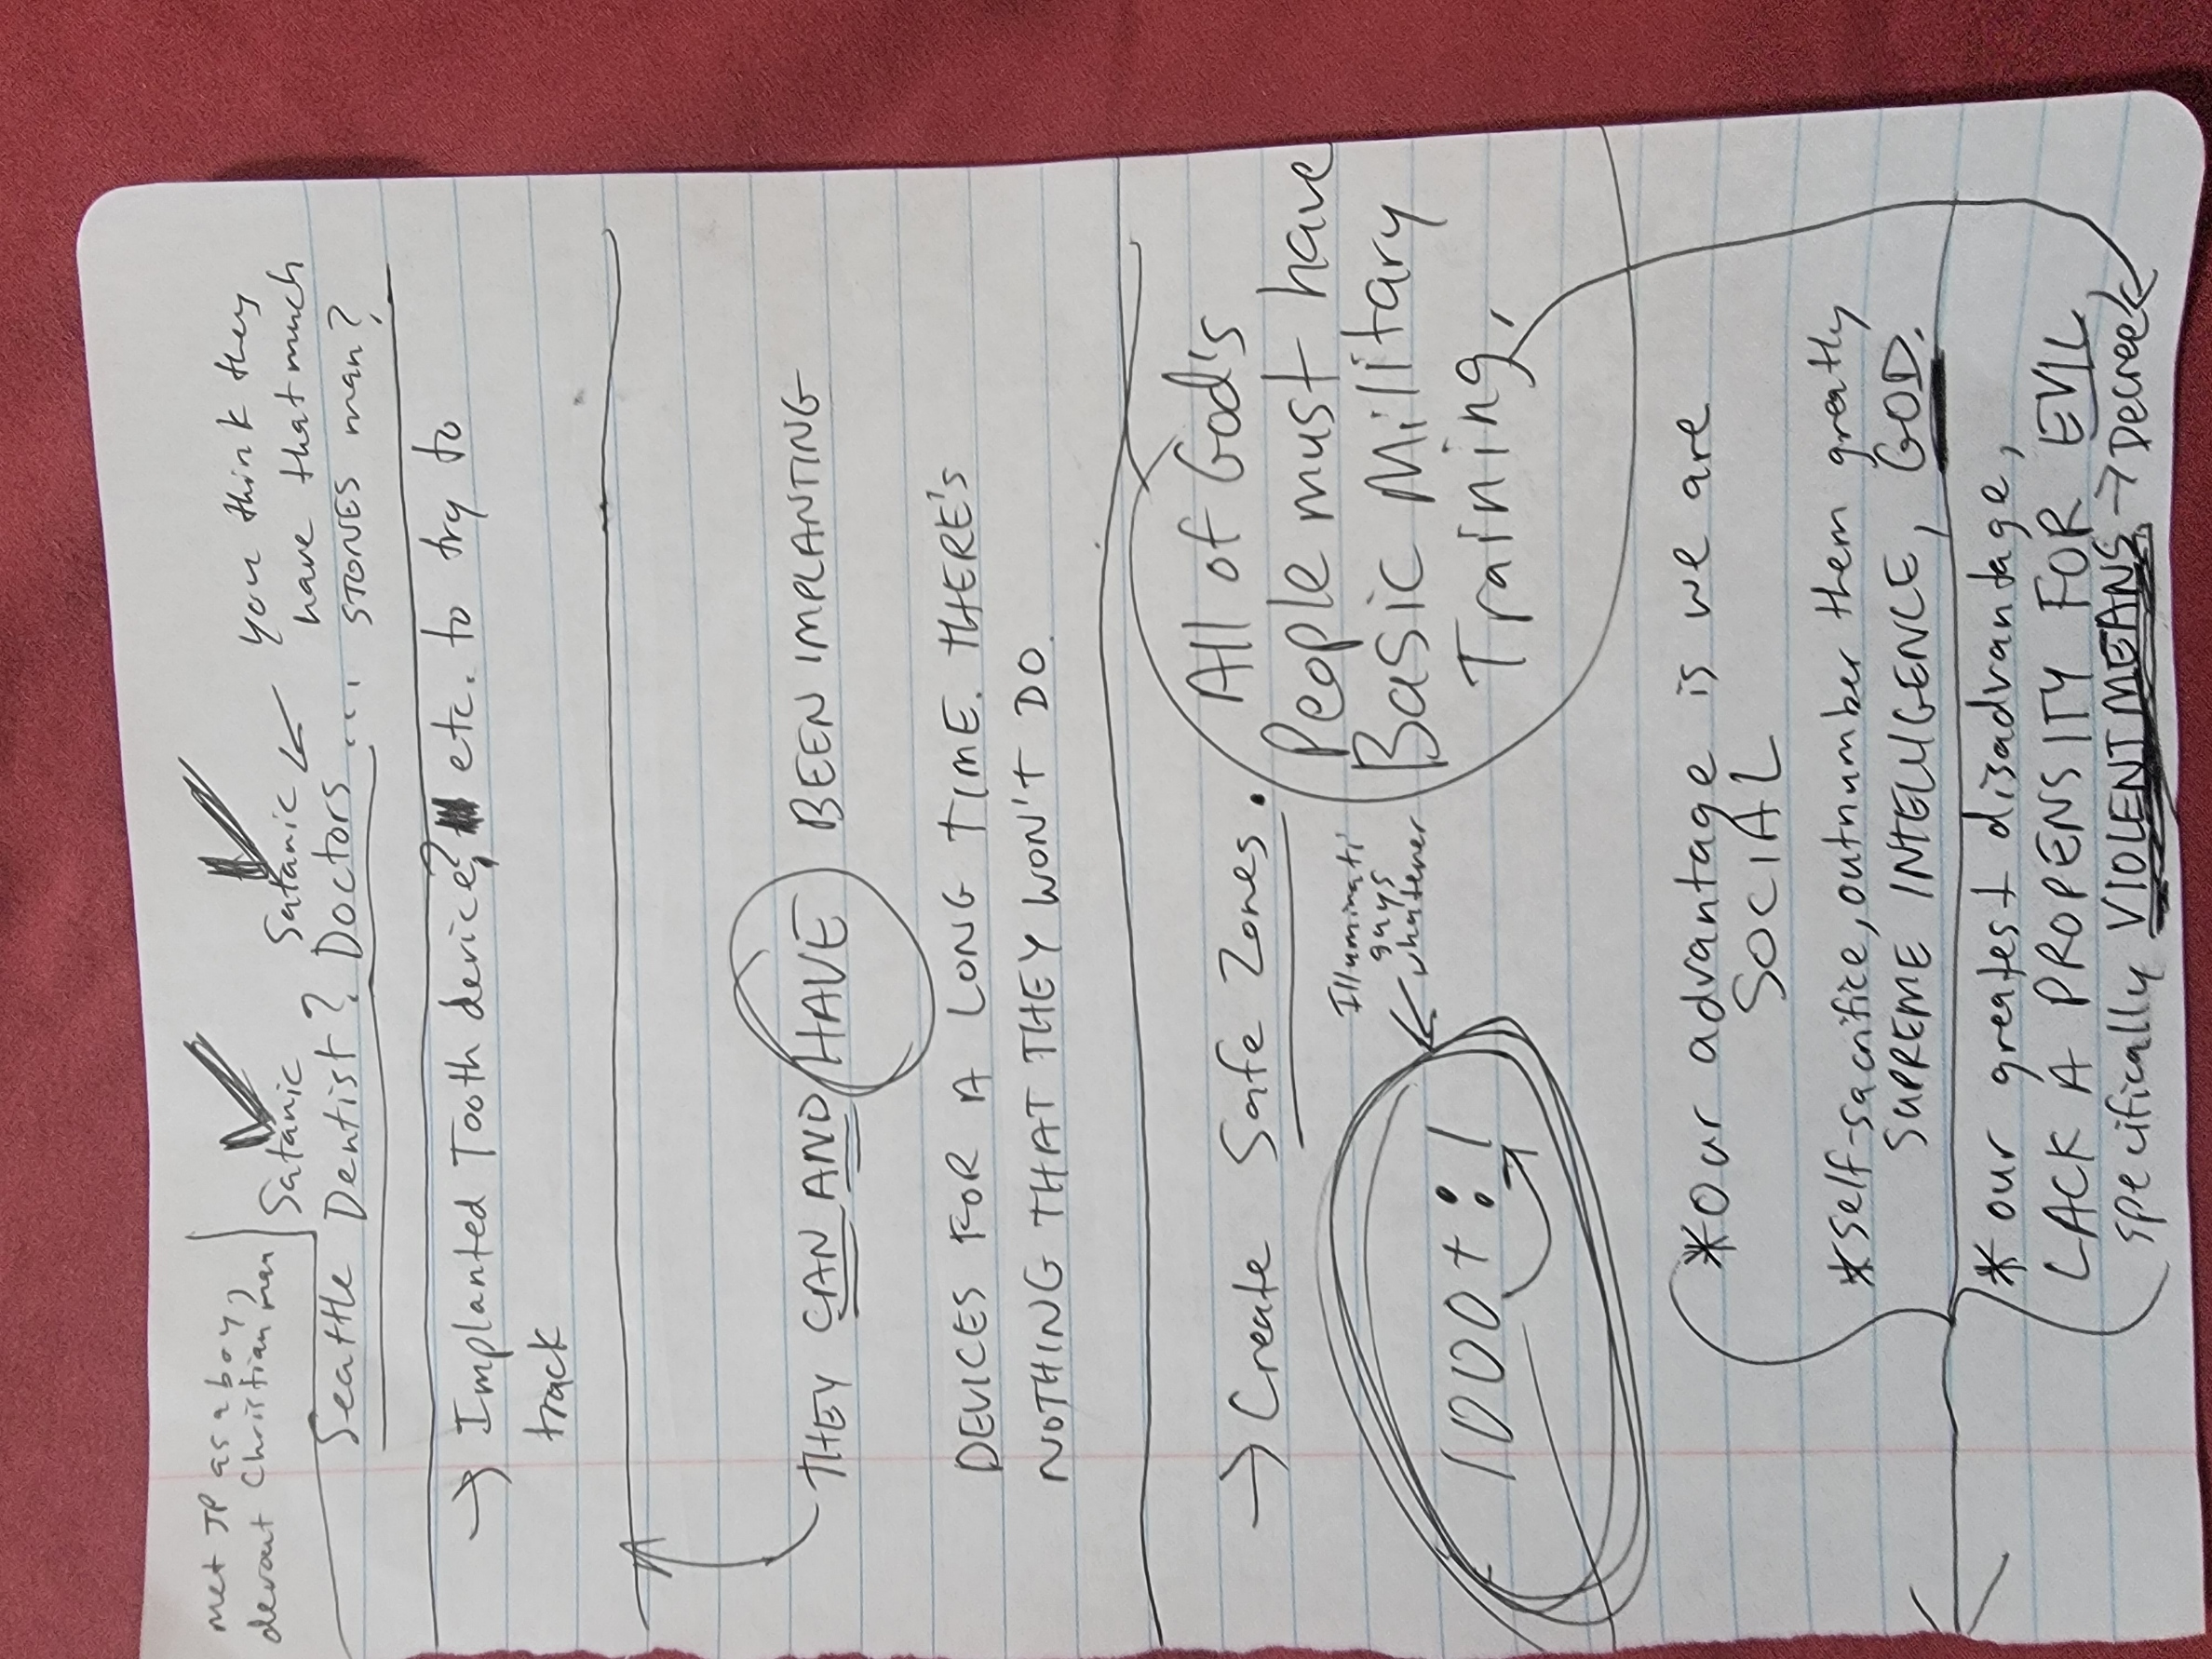 met JP as a boy,
devout Christian man
Satanic Satanic
Seattle Dentist? Doctors...
you think they
have that much
STONES man?
→ Implanted Tooth device?, etc. to try to
track
THEY CAN AND HAVE BEEN IMPLANTING
DEVICES FOR A LONG TIME. THERE'S
NOTHING THAT THEY WON'T DO.
→ Create Safe Zones.
All of God's
People must have
Basic Military
Training.
Illuminati
guys
whatever
1000+:1
*Our advantage is we are
SOCIAL
*self-sacrifice, outnumber them greatly
SUPREME INTELLIGENCE, GOD.
*our greatest disadvantage,
LACK A PROPENSITY FOR EVIL,
specifically VIOLENT MEANS → Decree